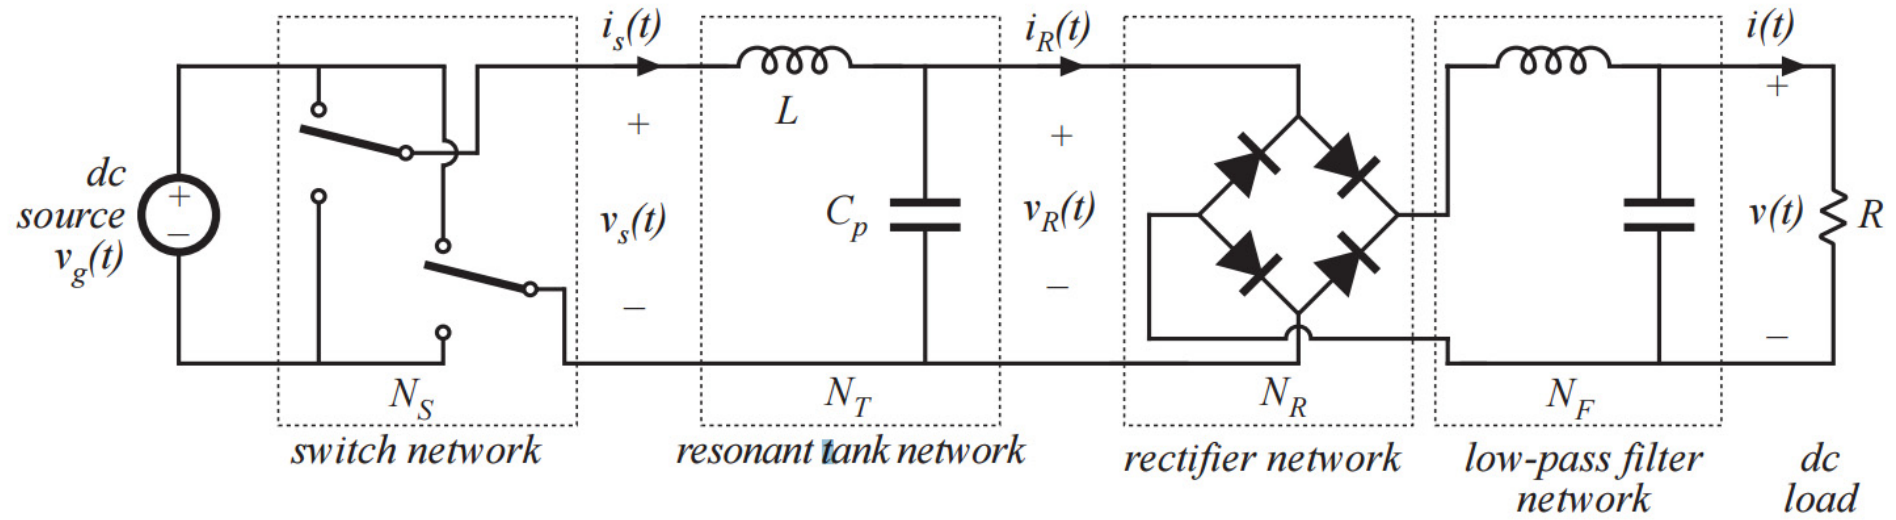 i_s(t)
i_R(t)
i(t)
+
L
+
+
+
dc
source
v_g(t)
+
−
v_s(t)
C_p
v_R(t)
v(t)
R
−
−
−
N_S
N_T
N_R
N_F
switch network
resonant tank network
rectifier network
low-pass filter
network
dc
load